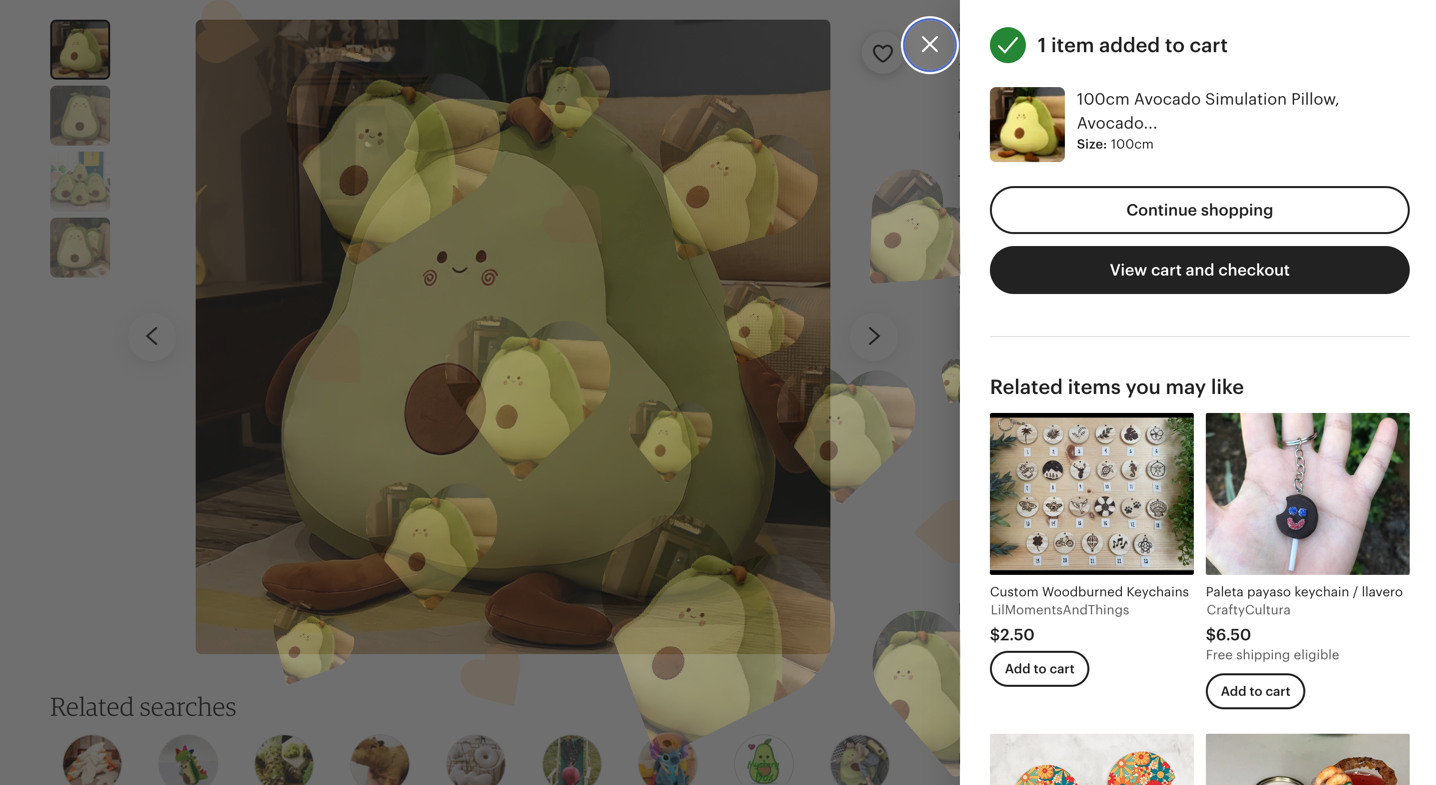 1 item added to cart
100cm Avocado Simulation Pillow,
Avocado...
Size: 100cm
Continue shopping
View cart and checkout
Related items you may like
Custom Woodburned Keychains
LilMomentsAndThings
$2.50
Add to cart
Paleta payaso keychain / llavero
CraftyCultura
$6.50
Free shipping eligible
Add to cart
Related searches